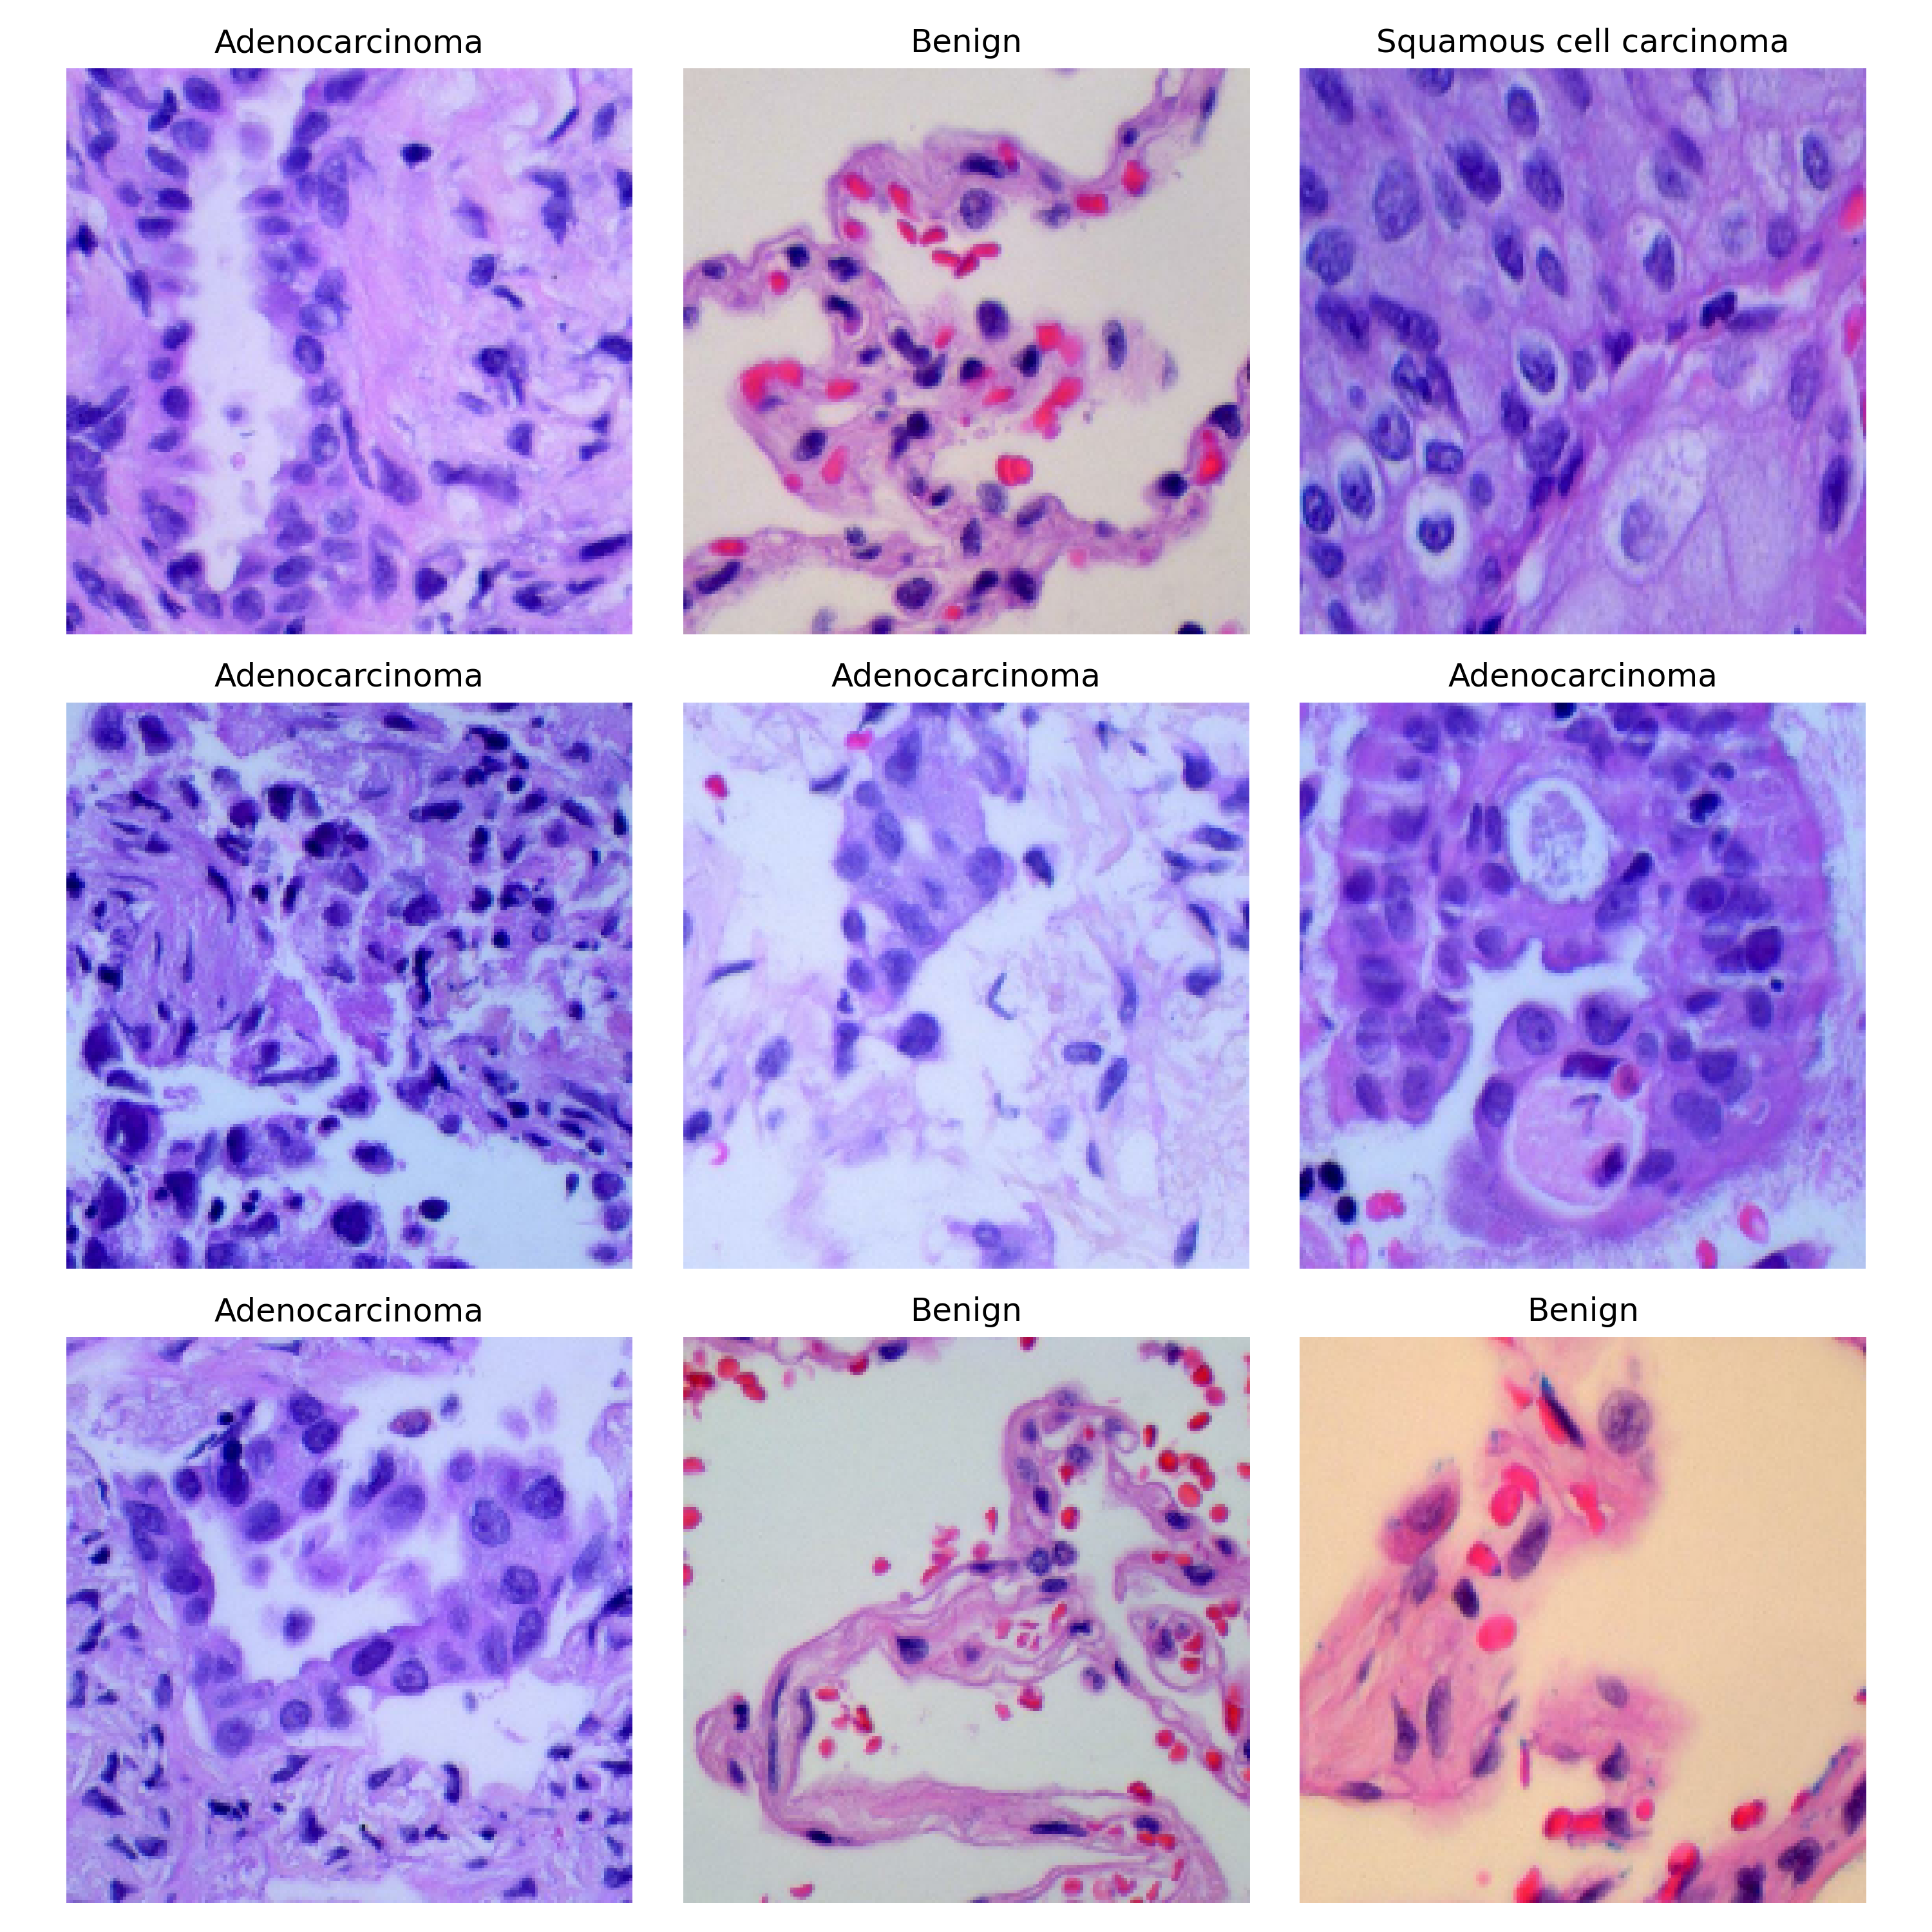 Adenocarcinoma
Benign
Squamous cell carcinoma
Adenocarcinoma
Adenocarcinoma
Adenocarcinoma
Adenocarcinoma
Benign
Benign